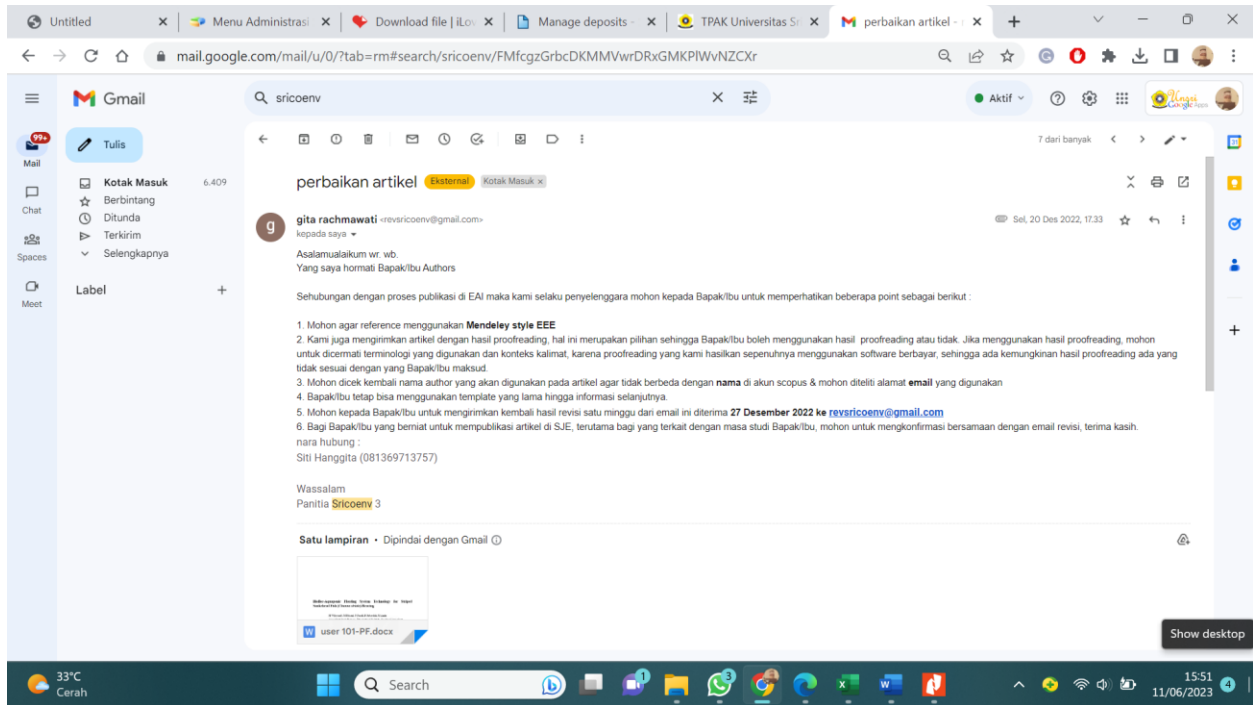 Untitled
Menu Administrasi
Download file | iLov
Manage deposits -
TPAK Universitas Sri
perbaikan artikel -
mail.google.com/mail/u/0/?tab=rm#search/sricoenv/FMfcgzGrbcDKMMVwrDRxGMKPlWvNZCXr
Gmail
sricoenv
Aktif
99+
Mail
Chat
Spaces
Meet
Tulis
Kotak Masuk 6.409
Berbintang
Ditunda
Terkirim
Selengkapnya
Label
7 dari banyak
perbaikan artikel Eksternal Kotak Masuk ×
g
gita rachmawati <revsricoenv@gmail.com>
Sel, 20 Des 2022, 17.33
kepada saya
Asalamualaikum wr. wb.
Yang saya hormati Bapak/Ibu Authors
Sehubungan dengan proses publikasi di EAI maka kami selaku penyelenggara mohon kepada Bapak/Ibu untuk memperhatikan beberapa point sebagai berikut :
1. Mohon agar reference menggunakan Mendeley style EEE
2. Kami juga mengirimkan artikel dengan hasil proofreading, hal ini merupakan pilihan sehingga Bapak/Ibu boleh menggunakan hasil proofreading atau tidak. Jika menggunakan hasil proofreading, mohon
untuk dicermati terminologi yang digunakan dan konteks kalimat, karena proofreading yang kami hasilkan sepenuhnya menggunakan software berbayar, sehingga ada kemungkinan hasil proofreading ada yang
tidak sesuai dengan yang Bapak/Ibu maksud.
3. Mohon dicek kembali nama author yang akan digunakan pada artikel agar tidak berbeda dengan nama di akun scopus & mohon diteliti alamat email yang digunakan
4. Bapak/Ibu tetap bisa menggunakan template yang lama hingga informasi selanjutnya.
5. Mohon kepada Bapak/Ibu untuk mengirimkan kembali hasil revisi satu minggu dari email ini diterima 27 Desember 2022 ke revsricoenv@gmail.com
6. Bagi Bapak/Ibu yang berniat untuk mempublikasi artikel di SJE, terutama bagi yang terkait dengan masa studi Bapak/Ibu, mohon untuk mengkonfirmasi bersamaan dengan email revisi, terima kasih.
nara hubung :
Siti Hanggita (081369713757)
Wassalam
Panitia Sricoenv 3
Satu lampiran • Dipindai dengan Gmail
W user 101-PF.docx
Show desktop
33°C
Cerah
Search
1
3
15:51
11/06/2023
4